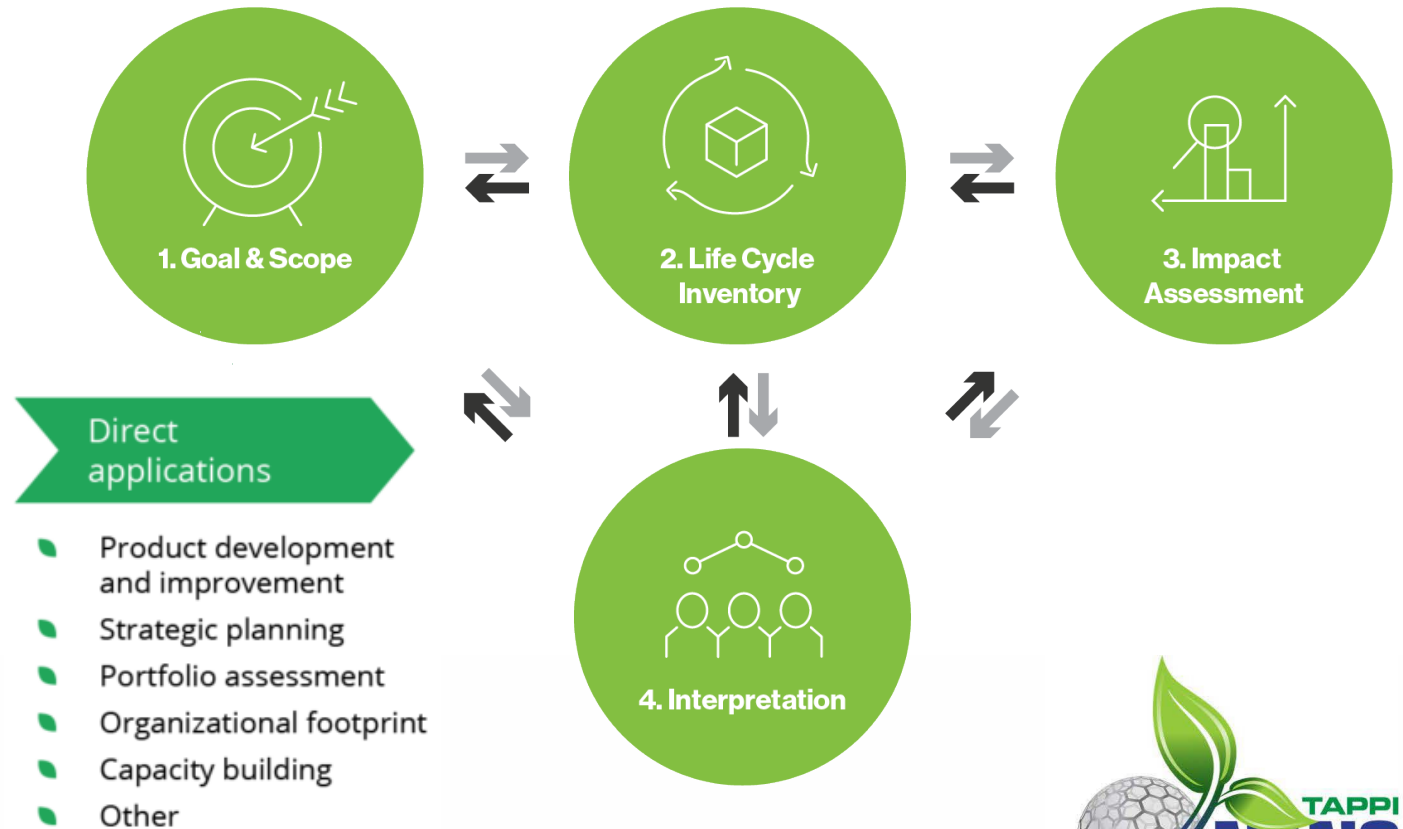 1. Goal & Scope
2. Life Cycle
Inventory
3. Impact
Assessment
Direct
applications
Product development
and improvement
Strategic planning
Portfolio assessment
Organizational footprint
Capacity building
Other
4. Interpretation
TAPPI